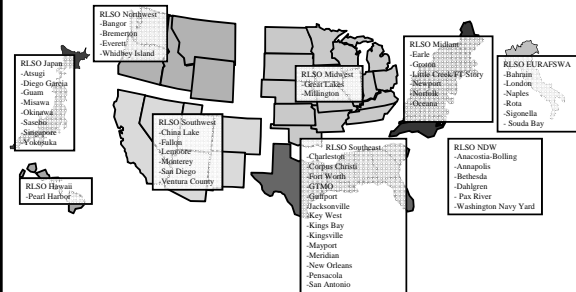 RLSO Northwest
-Bangor
-Bremerton
-Everett
-Whidbey Island
RLSO Japan
-Atsugi
-Diego Garcia
-Guam
-Misawa
-Okinawa
-Sasebo
-Singapore
-Yokosuka
RLSO Hawaii
-Pearl Harbor
RLSO Southwest
-China Lake
-Fallon
-Lemoore
-Monterey
-San Diego
-Ventura County
RLSO Midwest
-Great Lakes
-Millington
RLSO Southeast
-Charleston
-Corpus Christi
-Fort Worth
-GTMO
-Gulfport
-Jacksonville
-Key West
-Kings Bay
-Kingsville
-Mayport
-Meridian
-New Orleans
-Pensacola
-San Antonio
RLSO Midlant
-Earle
-Groton
-Little Creek/FT Story
-Newport
-Norfolk
-Oceana
RLSO EURAFSWA
-Bahrain
-London
-Naples
-Rota
-Sigonella
- Souda Bay
RLSO NDW
-Anacostia-Bolling
-Annapolis
-Bethesda
-Dahlgren
- Pax River
-Washington Navy Yard